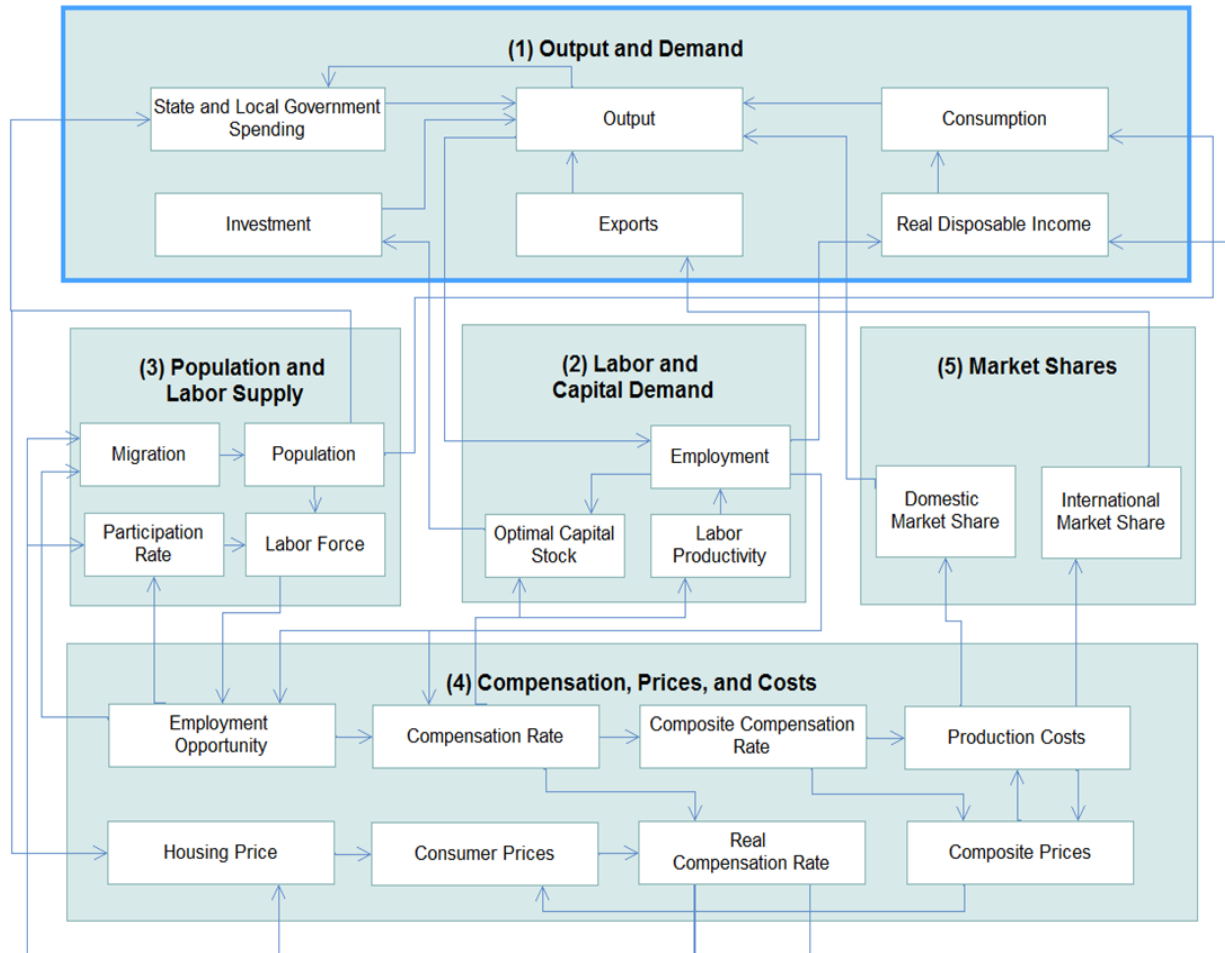 (1) Output and Demand
State and Local Government
Spending
Output
Consumption
Investment
Exports
Real Disposable Income
(3) Population and
Labor Supply
Migration
Population
Participation
Rate
Labor Force
(2) Labor and
Capital Demand
Employment
Optimal Capital
Stock
Labor
Productivity
(5) Market Shares
Domestic
Market Share
International
Market Share
(4) Compensation, Prices, and Costs
Employment
Opportunity
Compensation Rate
Composite Compensation
Rate
Production Costs
Housing Price
Consumer Prices
Real
Compensation Rate
Composite Prices